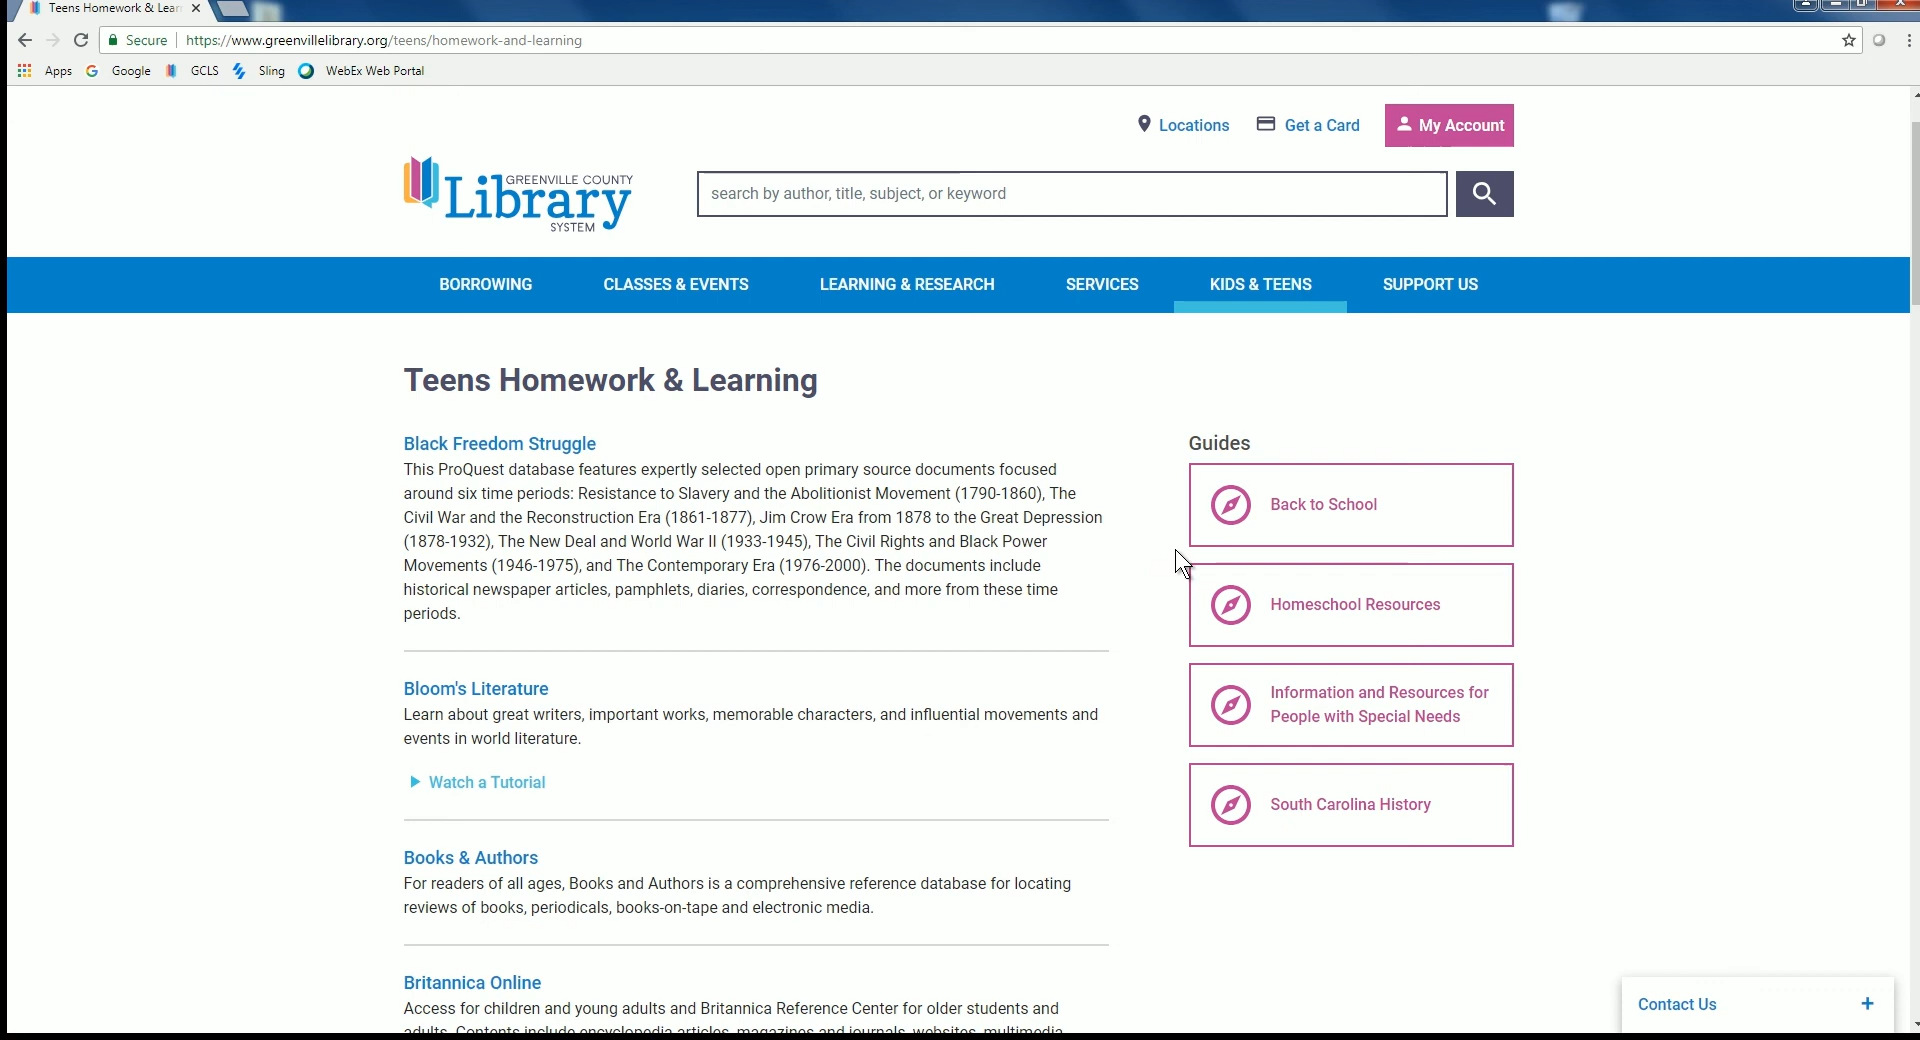 Teens Homework & Lear
Secure
https://www.greenvillelibrary.org/teens/homework-and-learning
Apps
Google
GCLS
Sling
WebEx Web Portal
Locations
Get a Card
My Account
GREENVILLE COUNTY
Library
SYSTEM
search by author, title, subject, or keyword
BORROWING
CLASSES & EVENTS
LEARNING & RESEARCH
SERVICES
KIDS & TEENS
SUPPORT US
Teens Homework & Learning
Black Freedom Struggle
This ProQuest database features expertly selected open primary source documents focused
around six time periods: Resistance to Slavery and the Abolitionist Movement (1790-1860), The
Civil War and the Reconstruction Era (1861-1877), Jim Crow Era from 1878 to the Great Depression
(1878-1932), The New Deal and World War II (1933-1945), The Civil Rights and Black Power
Movements (1946-1975), and The Contemporary Era (1976-2000). The documents include
historical newspaper articles, pamphlets, diaries, correspondence, and more from these time
periods.
Bloom's Literature
Learn about great writers, important works, memorable characters, and influential movements and
events in world literature.
Watch a Tutorial
Books & Authors
For readers of all ages, Books and Authors is a comprehensive reference database for locating
reviews of books, periodicals, books-on-tape and electronic media.
Britannica Online
Access for children and young adults and Britannica Reference Center for older students and
adults. Contents include encyclopedia articles, magazines and journals, websites, multimedia
Guides
Back to School
Homeschool Resources
Information and Resources for
People with Special Needs
South Carolina History
Contact Us